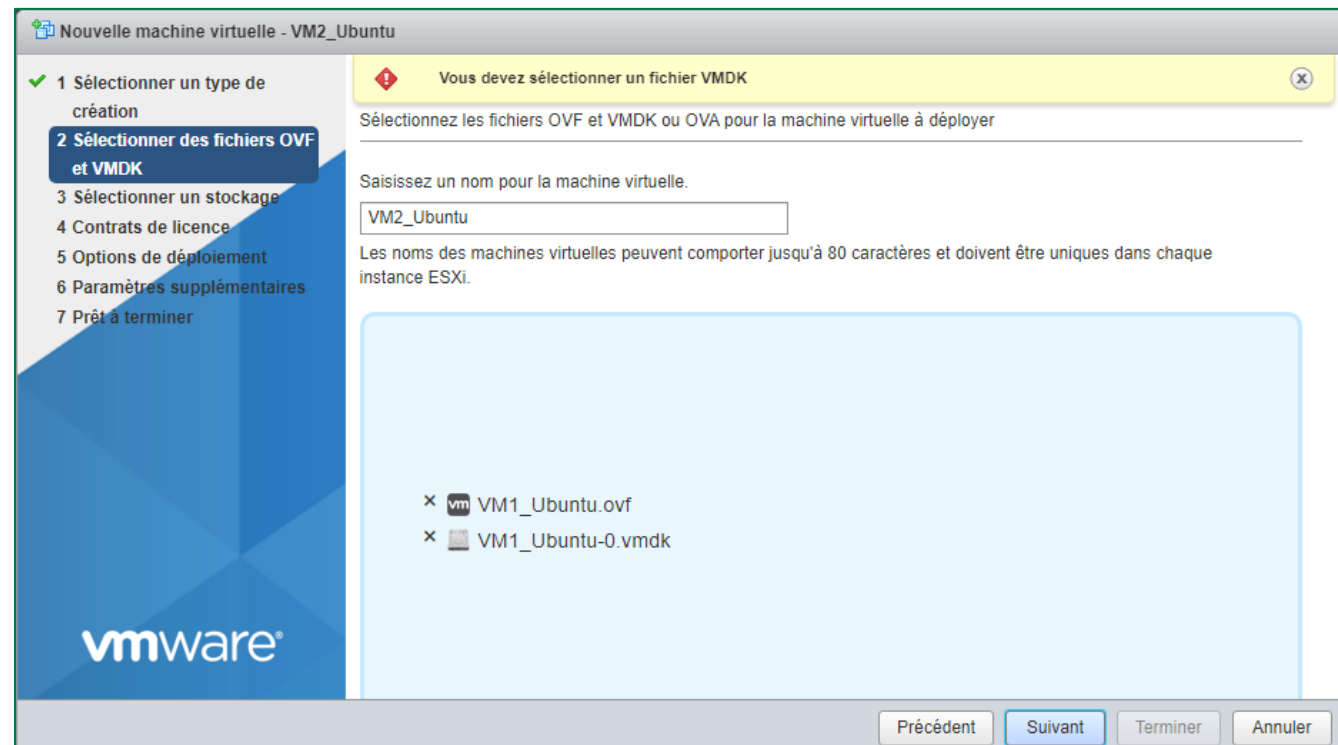 Nouvelle machine virtuelle - VM2_Ubuntu
1 Sélectionner un type de
création
2 Sélectionner des fichiers OVF
et VMDK
3 Sélectionner un stockage
4 Contrats de licence
5 Options de déploiement
6 Paramètres supplémentaires
7 Prêt à terminer
vmware®
Vous devez sélectionner un fichier VMDK
Sélectionnez les fichiers OVF et VMDK ou OVA pour la machine virtuelle à déployer
Saisissez un nom pour la machine virtuelle.
VM2_Ubuntu
Les noms des machines virtuelles peuvent comporter jusqu'à 80 caractères et doivent être uniques dans chaque
instance ESXi.
× vm VM1_Ubuntu.ovf
× VM1_Ubuntu-0.vmdk
Précédent Suivant Terminer Annuler